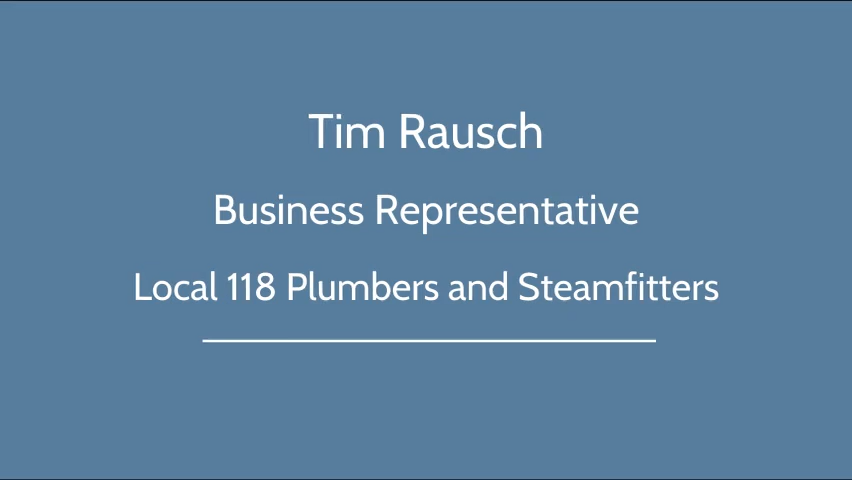 Tim Rausch
Business Representative
Local 118 Plumbers and Steamfitters